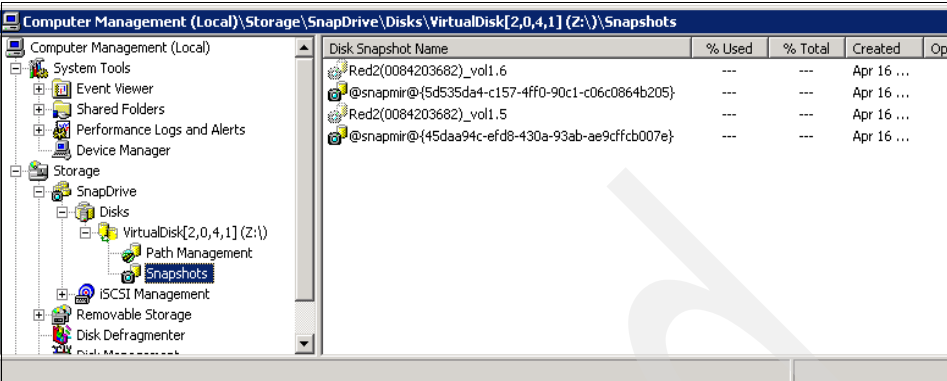 Computer Management (Local)\Storage\SnapDrive\Disks\VirtualDisk[2,0,4,1] (Z:\)\Snapshots
Computer Management (Local)
System Tools
Event Viewer
Shared Folders
Performance Logs and Alerts
Device Manager
Storage
SnapDrive
Disks
VirtualDisk[2,0,4,1] (Z:\)
Path Management
Snapshots
iSCSI Management
Removable Storage
Disk Defragmenter
Disk Management
Disk Snapshot Name % Used % Total Created Op
Red2(0084203682)_vol1.6 --- --- Apr 16 ...
@snapmir@{5d535da4-c157-4ff0-90c1-c06c0864b205} --- --- Apr 16 ...
Red2(0084203682)_vol1.5 --- --- Apr 16 ...
@snapmir@{45daa94c-efd8-430a-93ab-ae9cffcb007e} --- --- Apr 16 ...